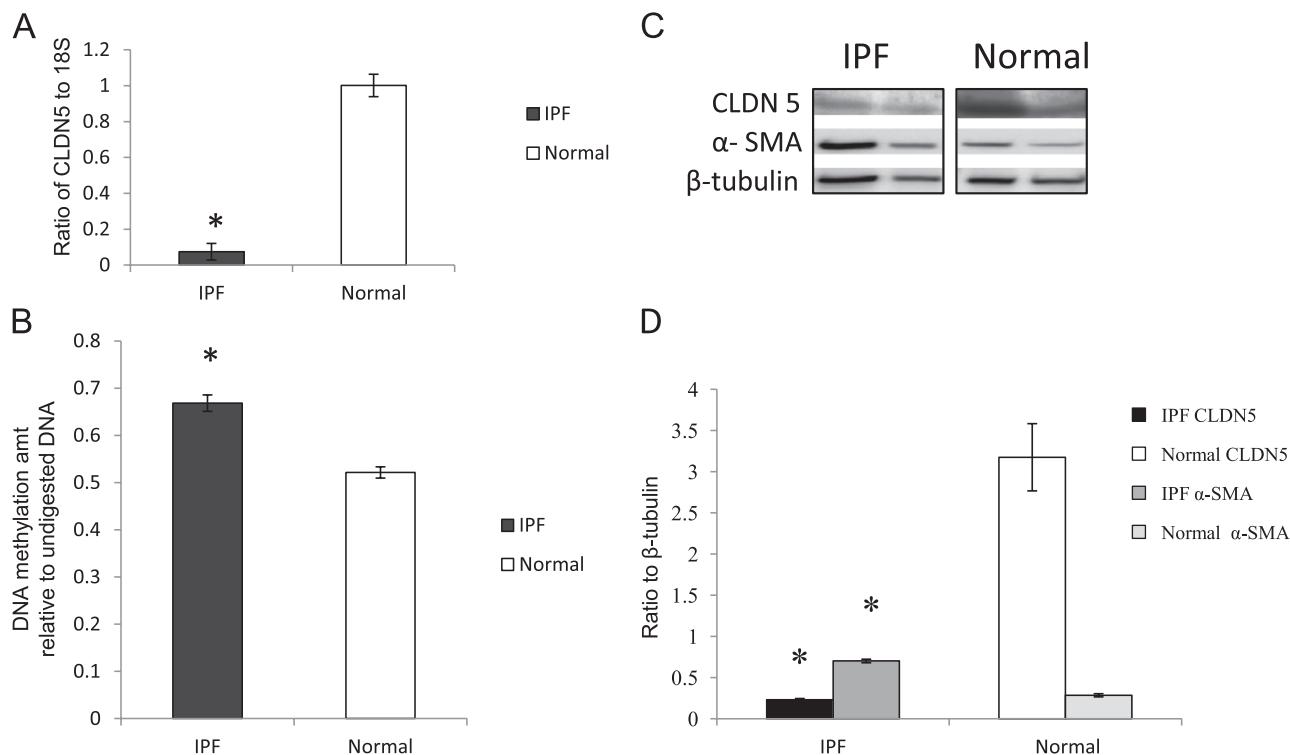 A
Ratio of CLDN5 to 18S
1.2
1
0.8
0.6
0.4
0.2
0
*
IPF
Normal
IPF
Normal
B
DNA methylation amt
relative to undigested DNA
0.8
0.7
0.6
0.5
0.4
0.3
0.2
0.1
0
*
IPF
Normal
IPF
Normal
C
IPF Normal
CLDN 5
α- SMA
β-tubulin
D
Ratio to β-tubulin
4
3.5
3
2.5
2
1.5
1
0.5
0
*
*
IPF
Normal
IPF CLDN5
Normal CLDN5
IPF α-SMA
Normal α-SMA